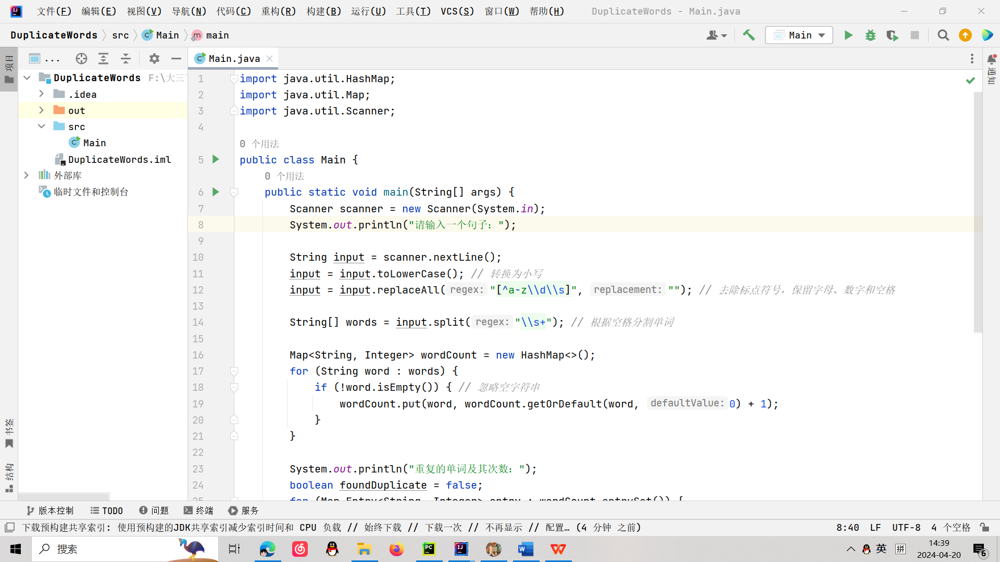 文件(F) 编辑(E) 视图(V) 导航(N) 代码(C) 重构(R) 构建(B) 运行(U) 工具(T) VCS(S) 窗口(W) 帮助(H) DuplicateWords - Main.java
DuplicateWords src Main main Main
... Main.java
项目
通知
DuplicateWords F:\大三
.idea
out
src
Main
DuplicateWords.iml
外部库
临时文件和控制台
1 import java.util.HashMap;
2 import java.util.Map;
3 import java.util.Scanner;
4
0 个用法
5 public class Main {
0 个用法
6 public static void main(String[] args) {
7 Scanner scanner = new Scanner(System.in);
8 System.out.println("请输入一个句子：");
9
10 String input = scanner.nextLine();
11 input = input.toLowerCase(); // 转换为小写
12 input = input.replaceAll( regex: "[^a-z\\d\\s]", replacement: ""); // 去除标点符号，保留字母、数字和空格
13
14 String[] words = input.split( regex: "\\s+"); // 根据空格分割单词
15
16 Map<String, Integer> wordCount = new HashMap<>();
17 for (String word : words) {
18 if (!word.isEmpty()) { // 忽略空字符串
19 wordCount.put(word, wordCount.getOrDefault(word, defaultValue: 0) + 1);
20 }
21 }
22
23 System.out.println("重复的单词及其次数：");
24 boolean foundDuplicate = false;
25 for (Map.Entry<String, Integer> entry : wordCount.entrySet()) {
书签
结构
版本控制 TODO 问题 终端 服务
下载预构建共享索引: 使用预构建的JDK共享索引减少索引时间和 CPU 负载 // 始终下载 // 下载一次 // 不再显示 // 配置… (4 分钟 之前) 8:40 LF UTF-8 4 个空格
搜索 英 拼 14:39
2024-04-20 6